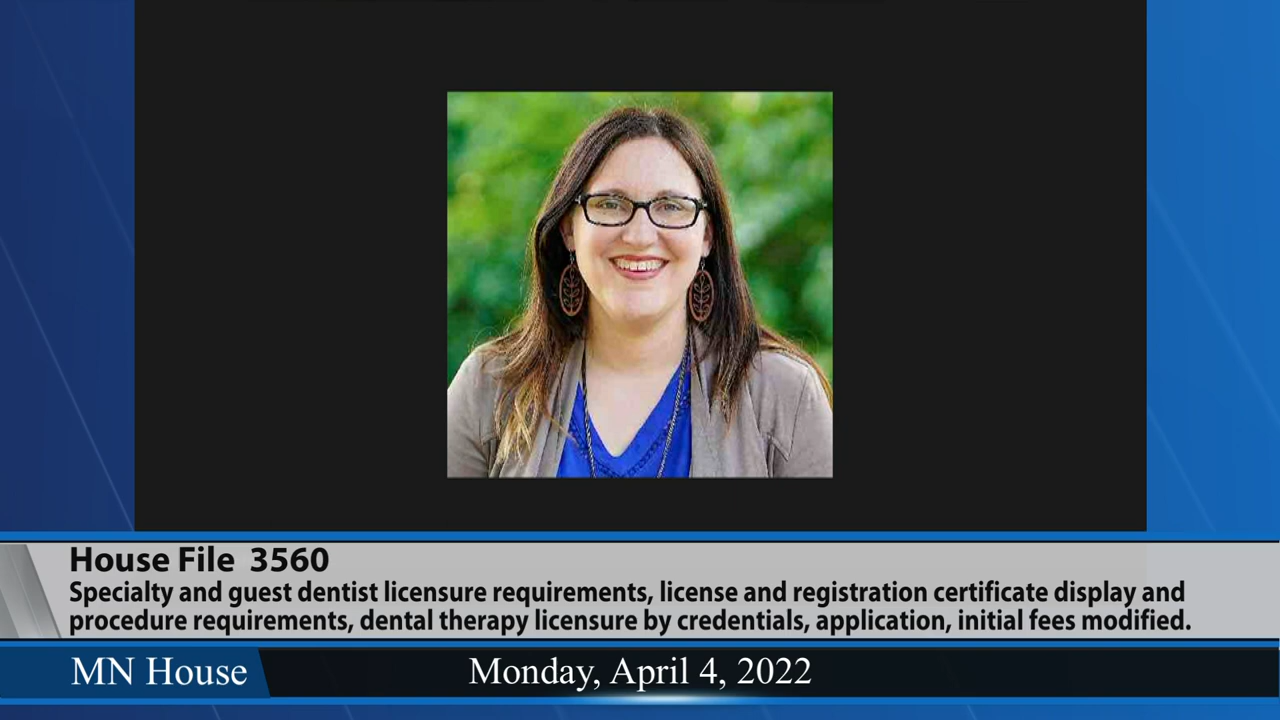 House File 3560
Specialty and guest dentist licensure requirements, license and registration certificate display and
procedure requirements, dental therapy licensure by credentials, application, initial fees modified.
MN House
Monday, April 4, 2022